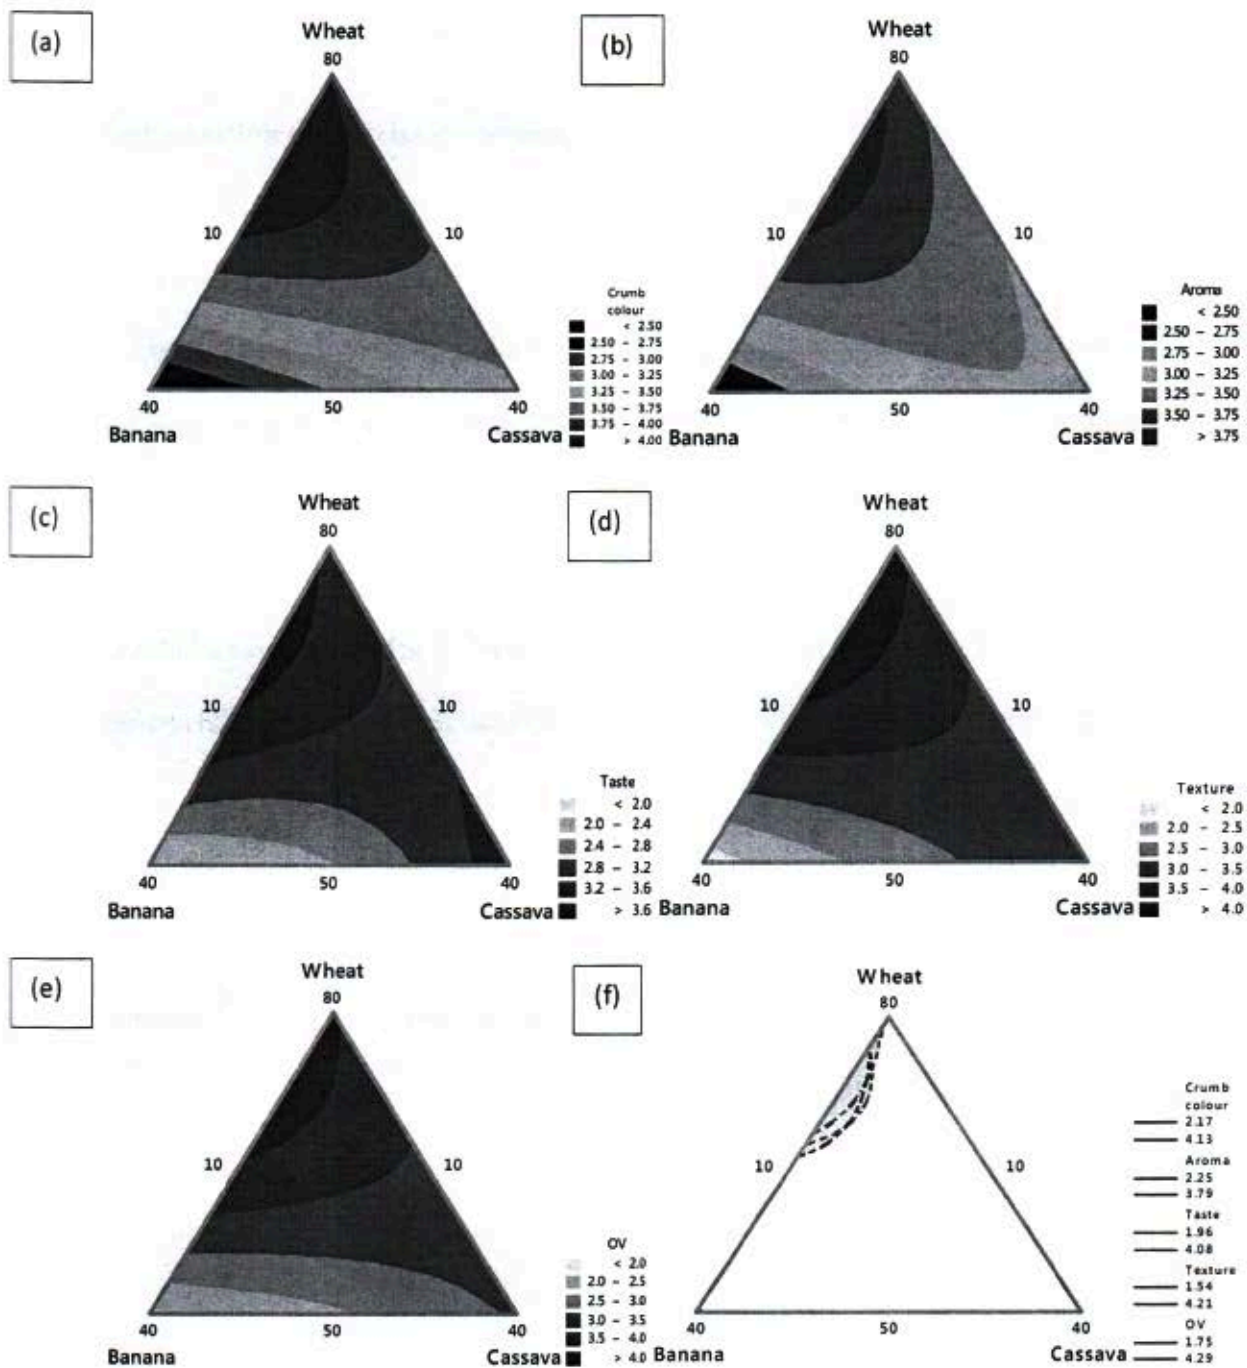 (a)
Wheat
80
10
10
40
50
40
Banana
Cassava
Crumb
colour
< 2.50
2.50 – 2.75
2.75 – 3.00
3.00 – 3.25
3.25 – 3.50
3.50 – 3.75
3.75 – 4.00
> 4.00
(b)
Wheat
80
10
10
40
50
40
Banana
Cassava
Aroma
< 2.50
2.50 – 2.75
2.75 – 3.00
3.00 – 3.25
3.25 – 3.50
3.50 – 3.75
> 3.75
(c)
Wheat
80
10
10
40
50
40
Banana
Cassava
Taste
< 2.0
2.0 – 2.4
2.4 – 2.8
2.8 – 3.2
3.2 – 3.6
> 3.6
(d)
Wheat
80
10
10
40
50
40
Banana
Cassava
Texture
< 2.0
2.0 – 2.5
2.5 – 3.0
3.0 – 3.5
3.5 – 4.0
> 4.0
(e)
Wheat
80
10
10
40
50
40
Banana
Cassava
OV
< 2.0
2.0 – 2.5
2.5 – 3.0
3.0 – 3.5
3.5 – 4.0
> 4.0
(f)
Wheat
80
10
10
40
50
40
Banana
Cassava
Crumb
colour
2.17
4.13
Aroma
2.25
3.79
Taste
1.96
4.08
Texture
1.54
4.21
OV
1.75
4.29